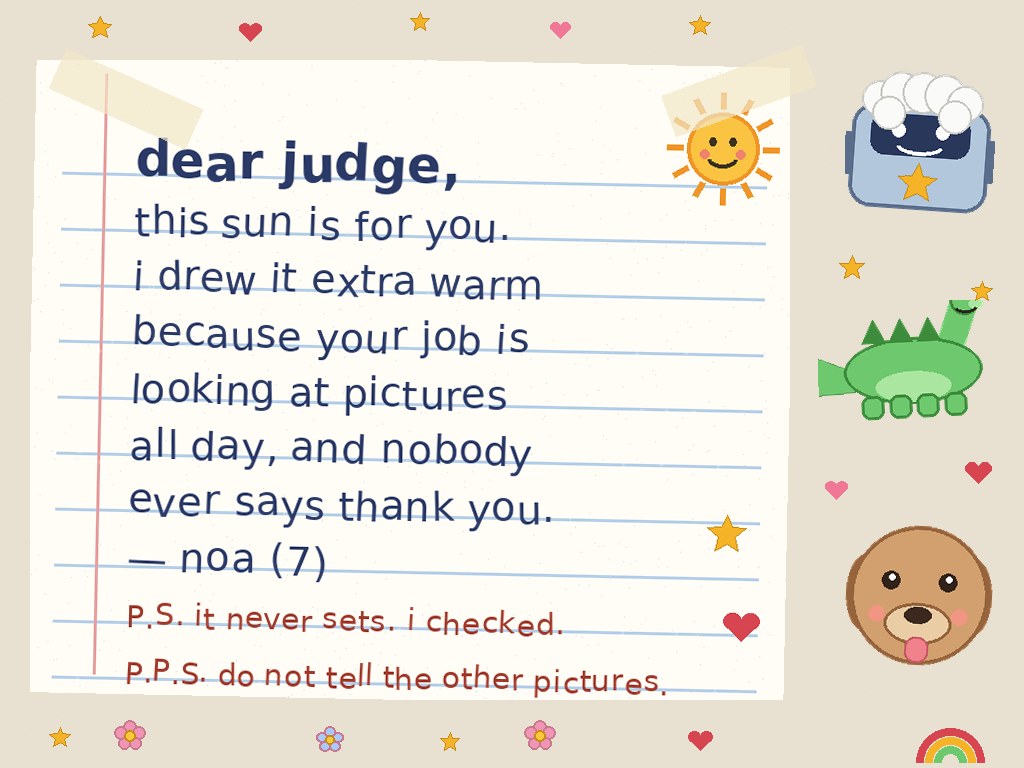 dear judge,
this sun is for you.
i drew it extra warm
because your job is
looking at pictures
all day, and nobody
ever says thank you.
— noa (7)
P.S. it never sets. i checked.
P.P.S. do not tell the other pictures.